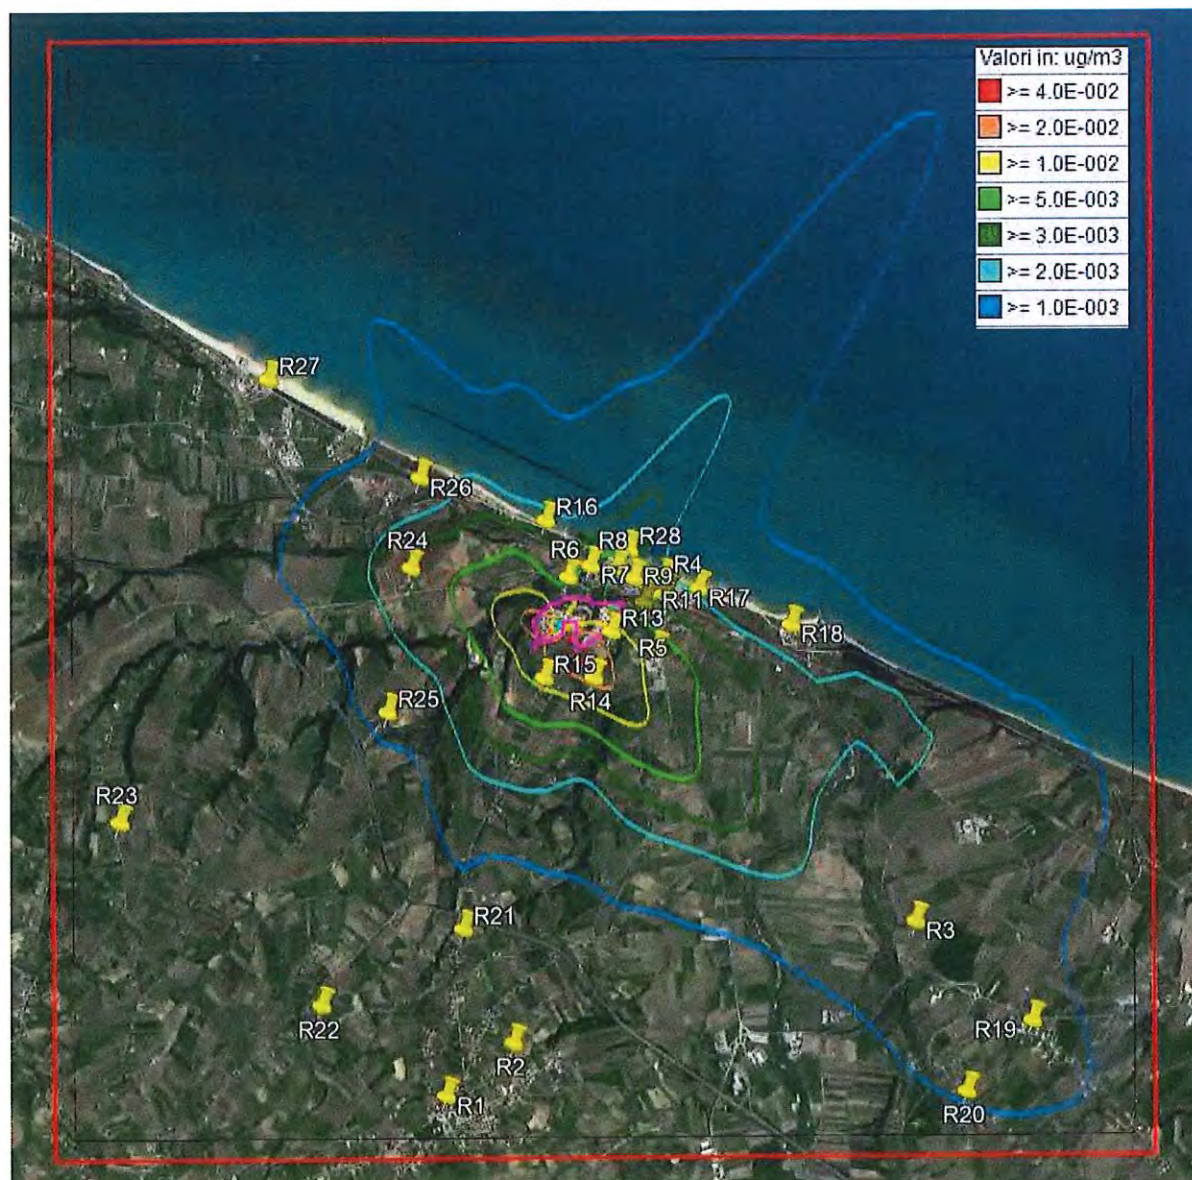 Valori in: ug/m3
>= 4.0E-002
>= 2.0E-002
>= 1.0E-002
>= 5.0E-003
>= 3.0E-003
>= 2.0E-003
>= 1.0E-003
R27
R26
R16
R28
R24
R6
R8
R7
R4
R9
R11
R17
R13
R18
R5
R15
R14
R25
R23
R21
R3
R22
R19
R2
R1
R20